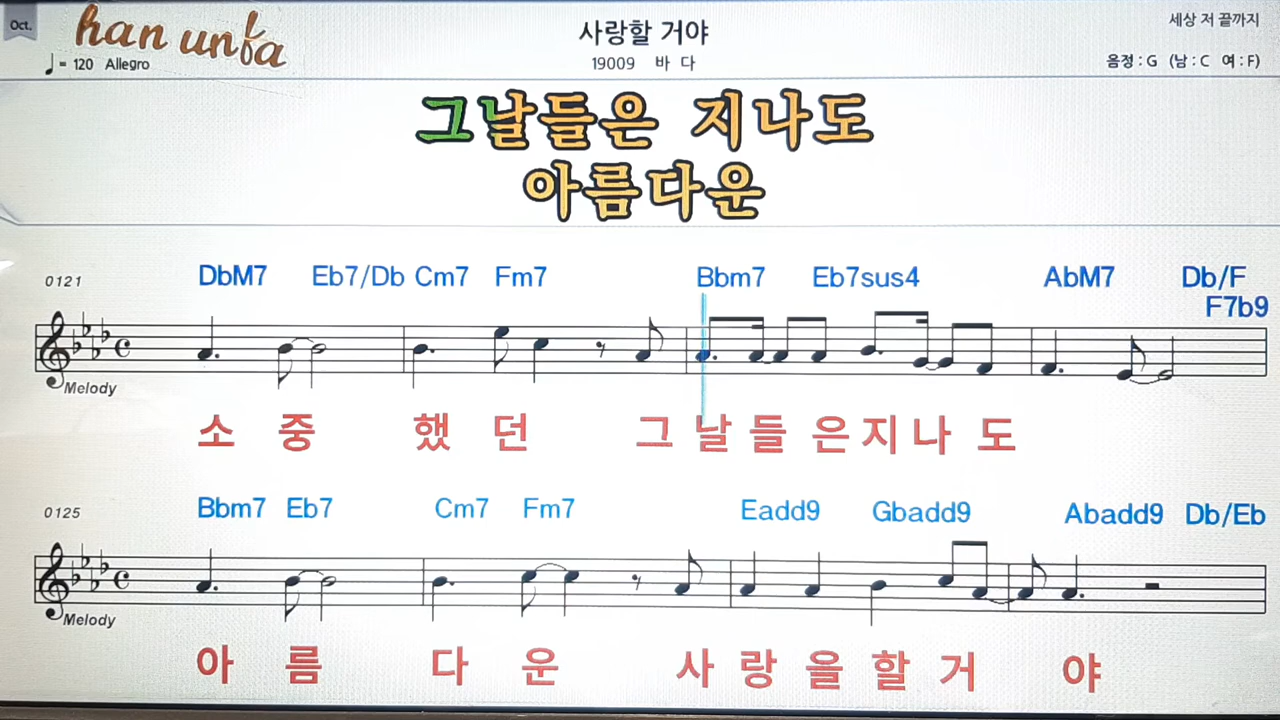 Oct.
han unfa
사랑할 거야
세상 저 끝까지
♩= 120 Allegro
19009 바 다
음정 : G (남 : C 여 : F)
그날들은 지나도
아름다운
0121 DbM7 Eb7/Db Cm7 Fm7 Bbm7 Eb7sus4 AbM7 Db/F
F7b9
Melody
소 중 했 던 그 날 들 은 지 나 도
0125 Bbm7 Eb7 Cm7 Fm7 Eadd9 Gbadd9 Abadd9 Db/Eb
Melody
아 름 다 운 사 랑 을 할 거 야